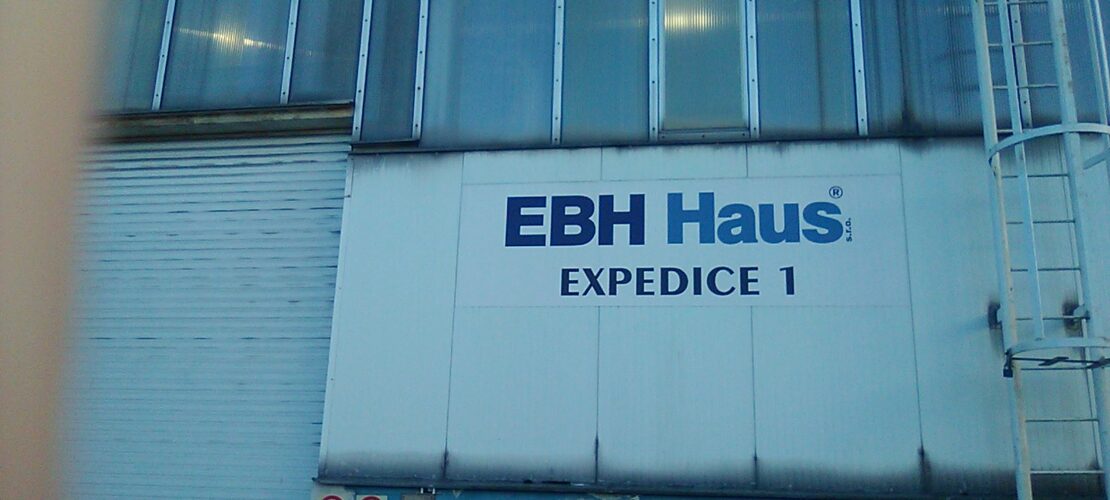 EBH Haus® s.r.o.
EXPEDICE 1